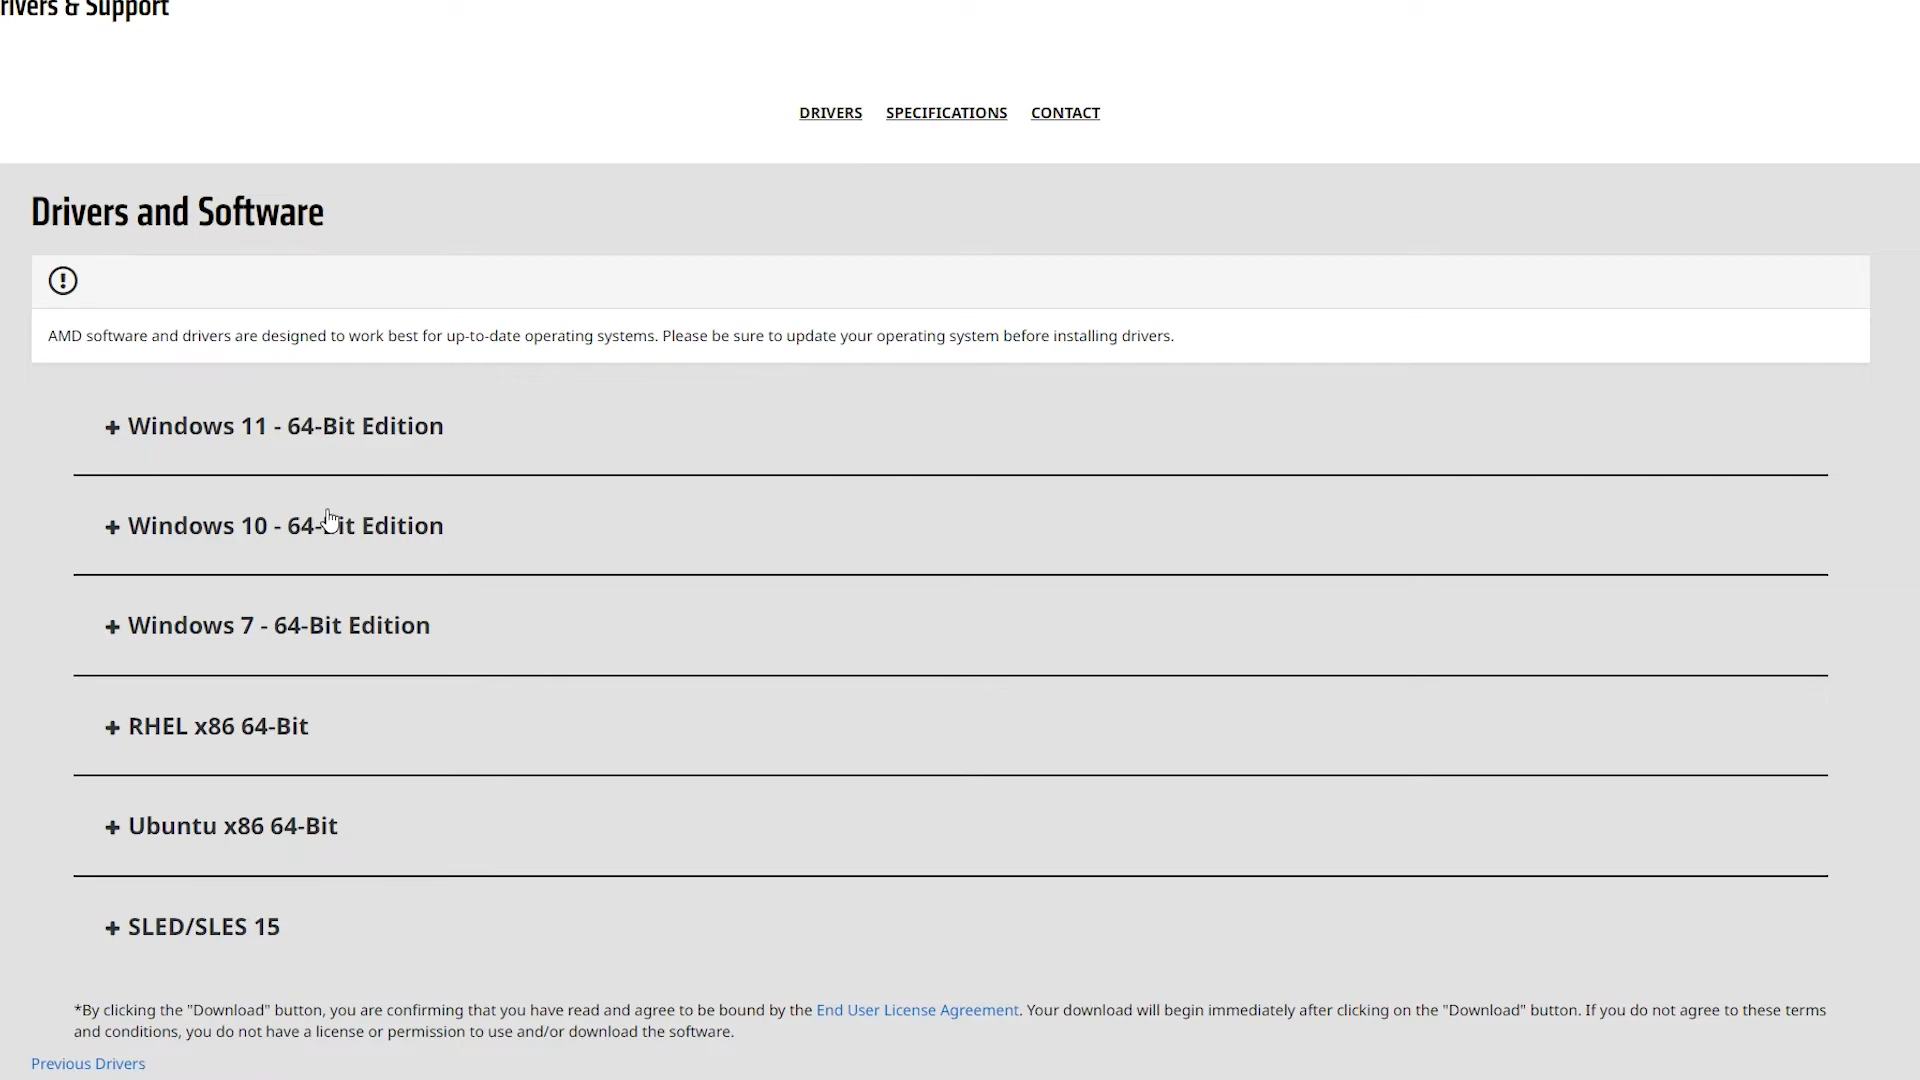 rivers & Support
DRIVERS SPECIFICATIONS CONTACT
Drivers and Software
AMD software and drivers are designed to work best for up-to-date operating systems. Please be sure to update your operating system before installing drivers.
+ Windows 11 - 64-Bit Edition
+ Windows 10 - 64-Bit Edition
+ Windows 7 - 64-Bit Edition
+ RHEL x86 64-Bit
+ Ubuntu x86 64-Bit
+ SLED/SLES 15
*By clicking the "Download" button, you are confirming that you have read and agree to be bound by the End User License Agreement. Your download will begin immediately after clicking on the "Download" button. If you do not agree to these terms
and conditions, you do not have a license or permission to use and/or download the software.
Previous Drivers